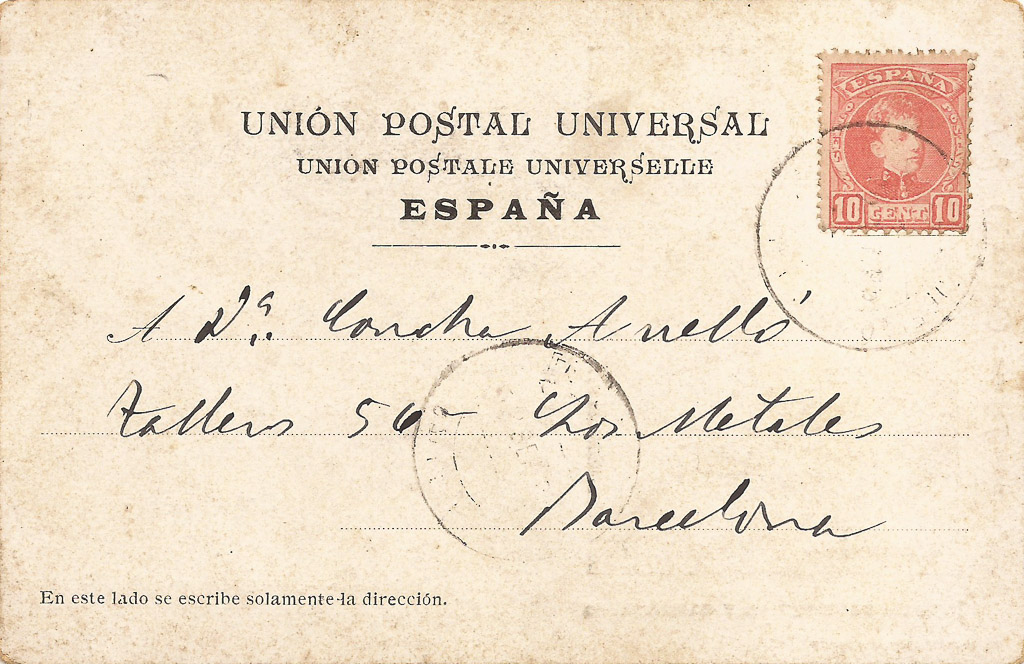 UNIÓN POSTAL UNIVERSAL
UNION POSTALE UNIVERSELLE
ESPAÑA
ESPAÑA
10 CENT 10
A Dª. Concha Anelló
Tallers 56 - Los Metales
Barcelona
En este lado se escribe solamente la dirección.